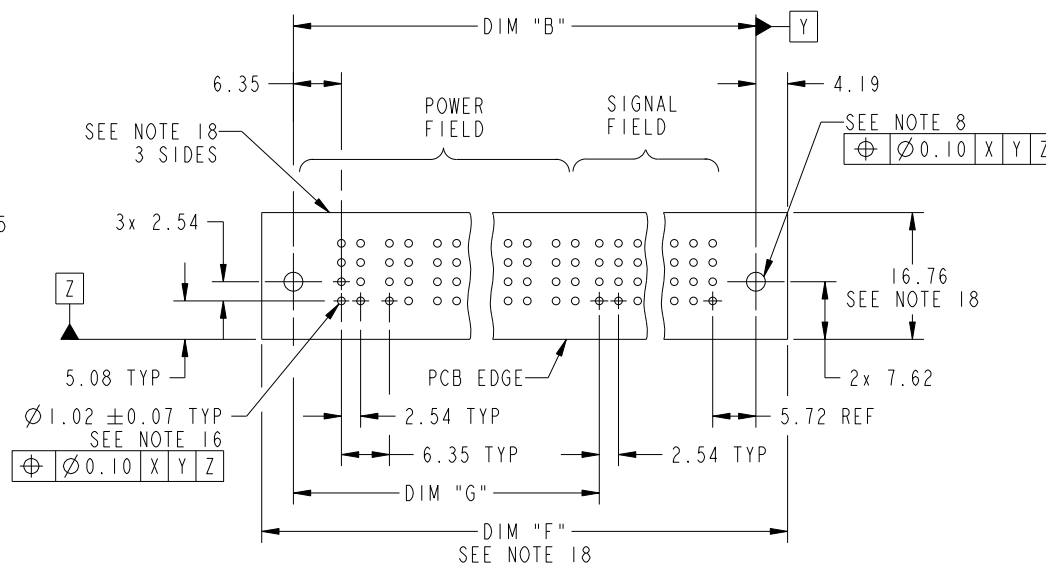 DIM "B"
Y
6.35
4.19
POWER
FIELD
SIGNAL
FIELD
SEE NOTE 18
3 SIDES
SEE NOTE 8
⌖ Ø0.10 X Y Z
5
3x 2.54
Z
16.76
SEE NOTE 18
5.08 TYP
PCB EDGE
2x 7.62
Ø1.02 ±0.07 TYP
SEE NOTE 16
⌖ Ø0.10 X Y Z
2.54 TYP
5.72 REF
6.35 TYP
2.54 TYP
DIM "G"
DIM "F"
SEE NOTE 18